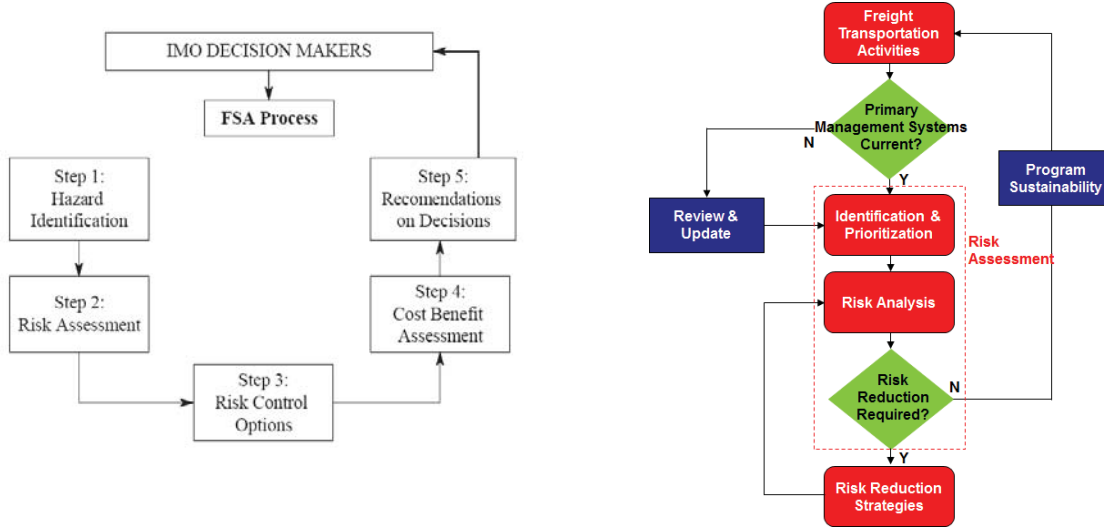 IMO DECISION MAKERS
FSA Process
Step 1:
Hazard
Identification
Step 2:
Risk Assessment
Step 3:
Risk Control
Options
Step 4:
Cost Benefit
Assessment
Step 5:
Recomendations
on Decisions
Freight
Transportation
Activities
Primary
Management Systems
Current?
N
Y
Review &
Update
Identification &
Prioritization
Risk
Assessment
Risk Analysis
Risk
Reduction
Required?
N
Y
Risk Reduction
Strategies
Program
Sustainability